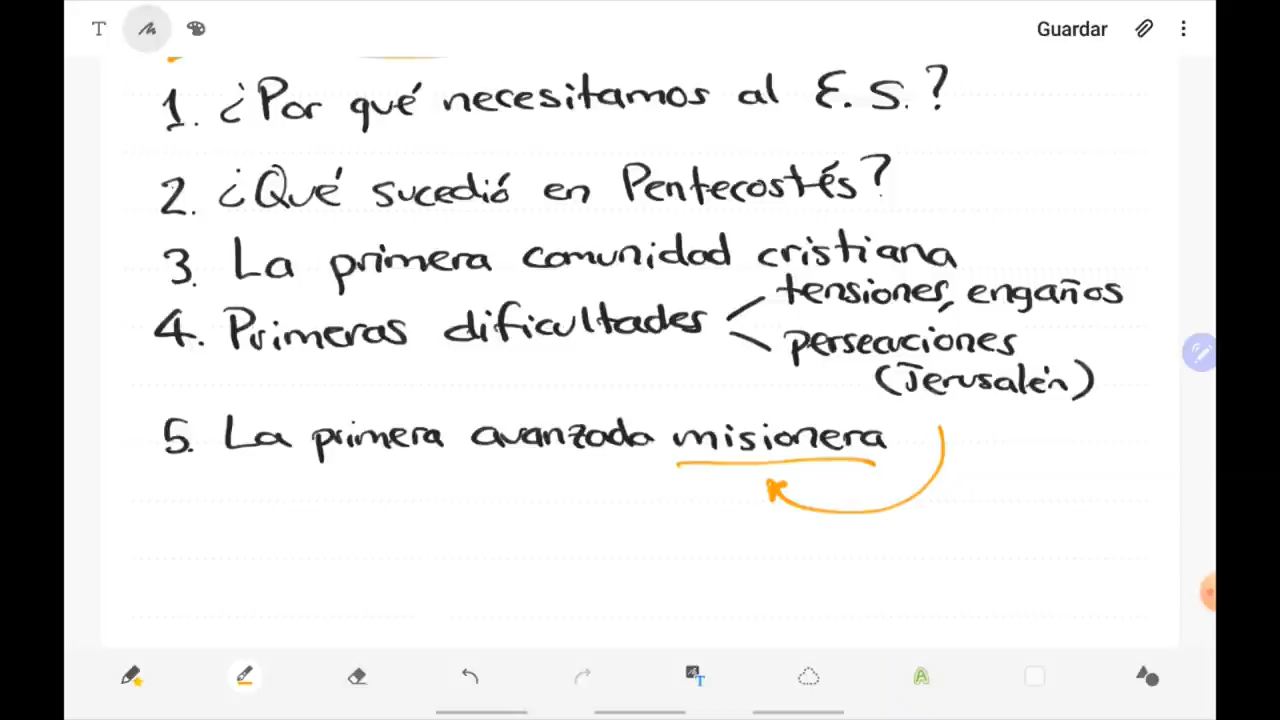 T
Guardar
1. ¿Por qué necesitamos al E.S.?
2. ¿Qué sucedió en Pentecostés?
3. La primera comunidad cristiana
4. Primeras dificultades < tensiones, engaños
persecuciones
(Jerusalén)
5. La primera avanzada misionera
T
A